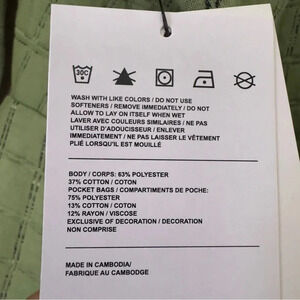 30C
WASH WITH LIKE COLORS / DO NOT USE
SOFTENERS / REMOVE IMMEDIATELY / DO NOT
ALLOW TO LAY ON ITSELF WHEN WET
LAVER AVEC COULEURS SIMILAIRES / NE PAS
UTILISER D'ADOUCISSEUR / ENLEVER
IMMEDIATEMENT / NE PAS LAISSER LE VÊTEMENT
PLIÉ LORSQU'IL EST MOUILLÉ
BODY / CORPS: 63% POLYESTER
37% COTTON / COTON
POCKET BAGS / COMPARTIMENTS DE POCHE:
75% POLYESTER
13% COTTON / COTON
12% RAYON / VISCOSE
EXCLUSIVE OF DECORATION / DECORATION
NON COMPRISE
MADE IN CAMBODIA/
FABRIQUE AU CAMBODGE